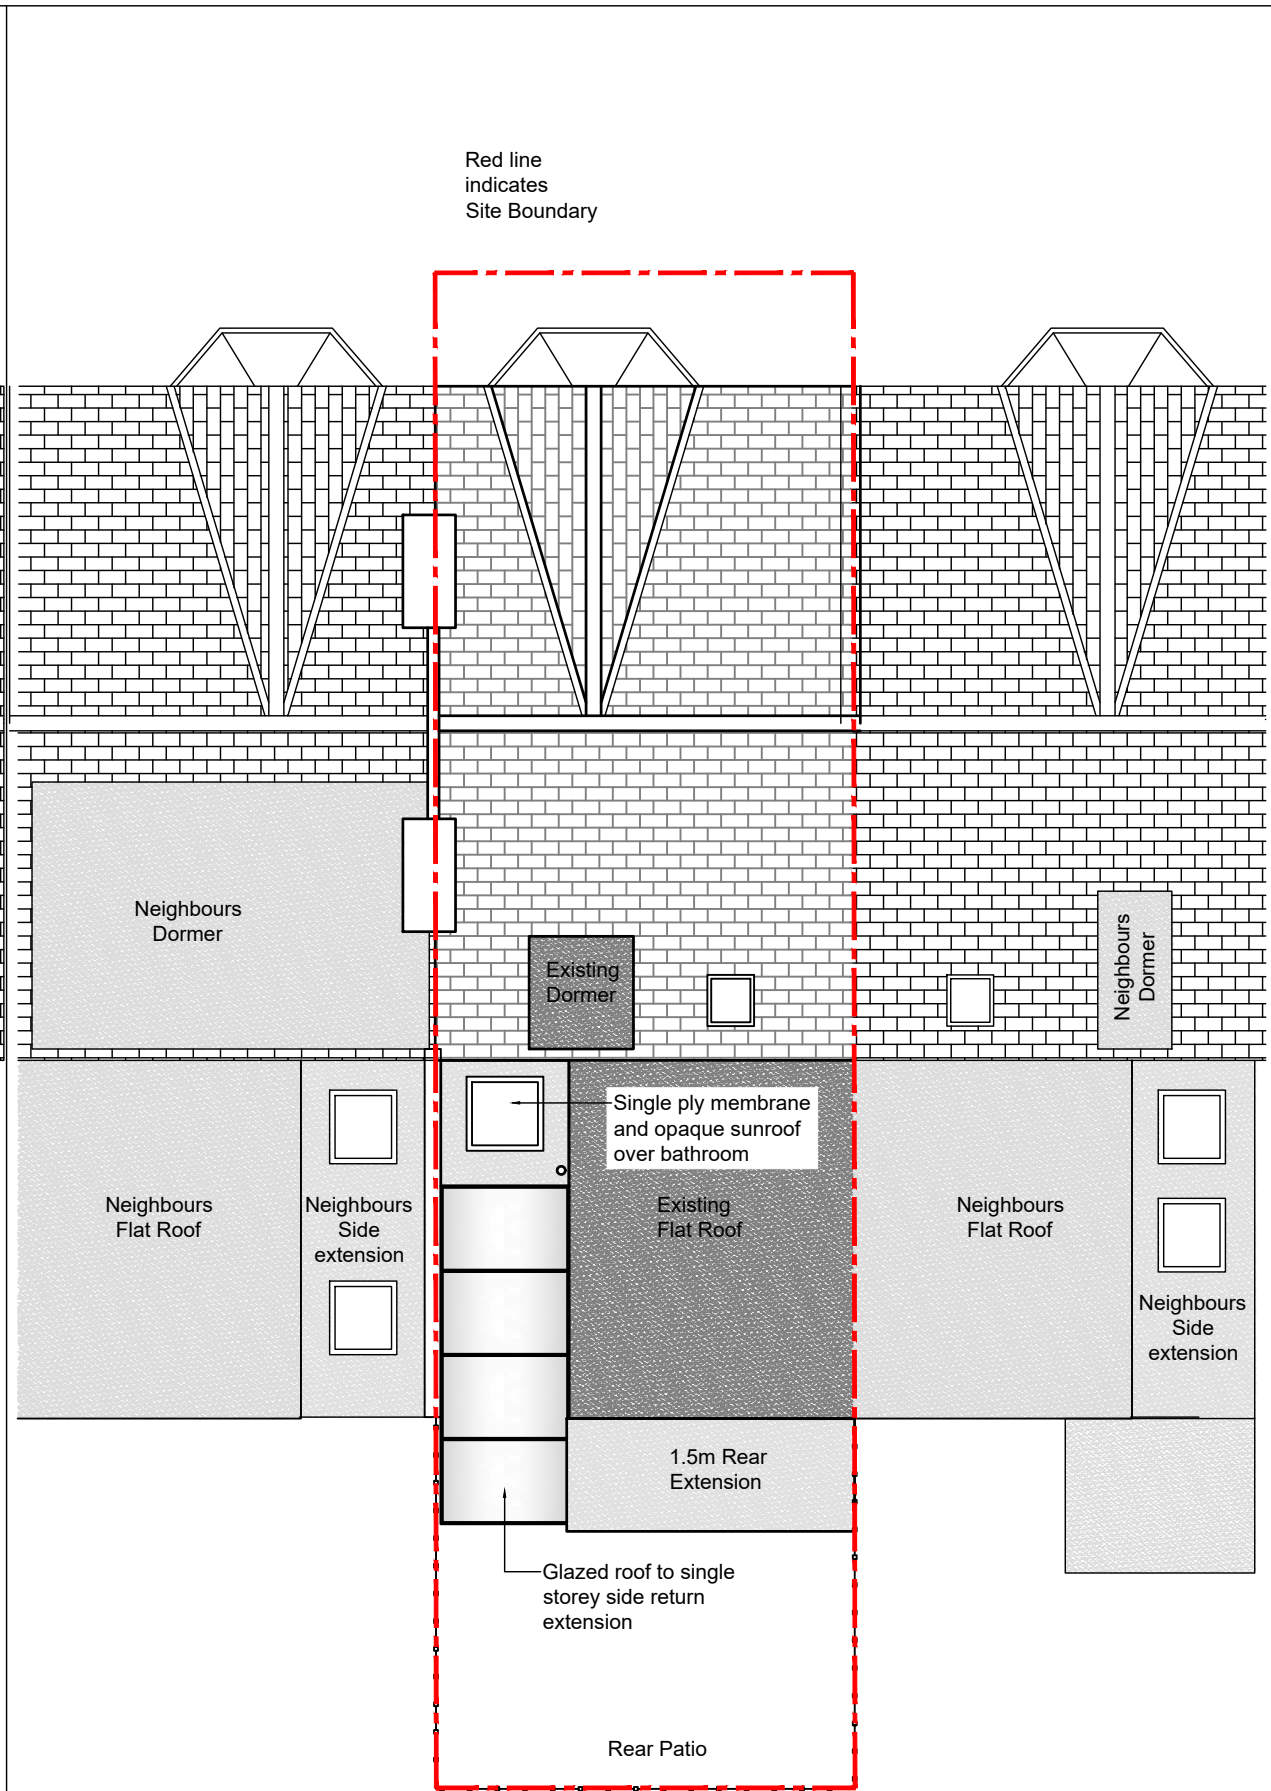 Red line
indicates
Site Boundary
Neighbours
Dormer
Existing
Dormer
Neighbours
Dormer
Single ply membrane
and opaque sunroof
over bathroom
Neighbours
Flat Roof
Neighbours
Side
extension
Existing
Flat Roof
Neighbours
Flat Roof
Neighbours
Side
extension
1.5m Rear
Extension
Glazed roof to single
storey side return
extension
Rear Patio